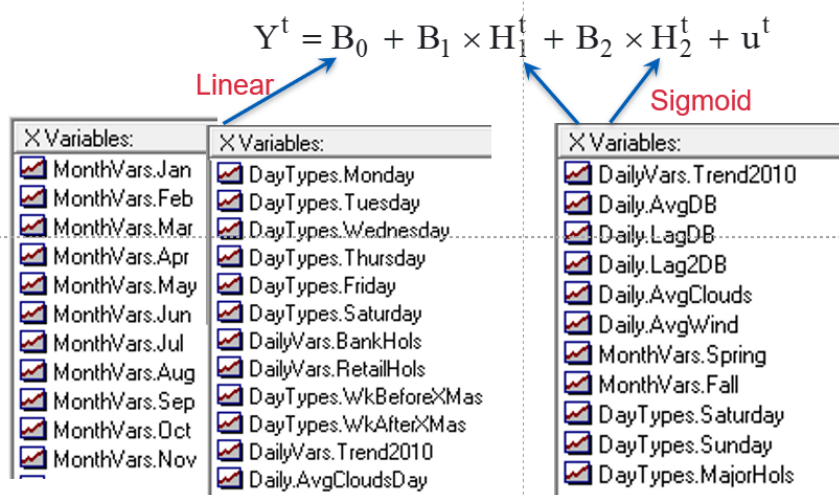 Y^t = B_0 + B_1 × H_1^t + B_2 × H_2^t + u^t
Linear
Sigmoid
X Variables:
MonthVars.Jan
MonthVars.Feb
MonthVars.Mar
MonthVars.Apr
MonthVars.May
MonthVars.Jun
MonthVars.Jul
MonthVars.Aug
MonthVars.Sep
MonthVars.Oct
MonthVars.Nov
X Variables:
DayTypes.Monday
DayTypes.Tuesday
DayTypes.Wednesday
DayTypes.Thursday
DayTypes.Friday
DayTypes.Saturday
DailyVars.BankHols
DailyVars.RetailHols
DayTypes.WkBeforeXMas
DayTypes.WkAfterXMas
DailyVars.Trend2010
Daily.AvgCloudsDay
X Variables:
DailyVars.Trend2010
Daily.AvgDB
Daily.LagDB
Daily.Lag2DB
Daily.AvgClouds
Daily.AvgWind
MonthVars.Spring
MonthVars.Fall
DayTypes.Saturday
DayTypes.Sunday
DayTypes.MajorHols